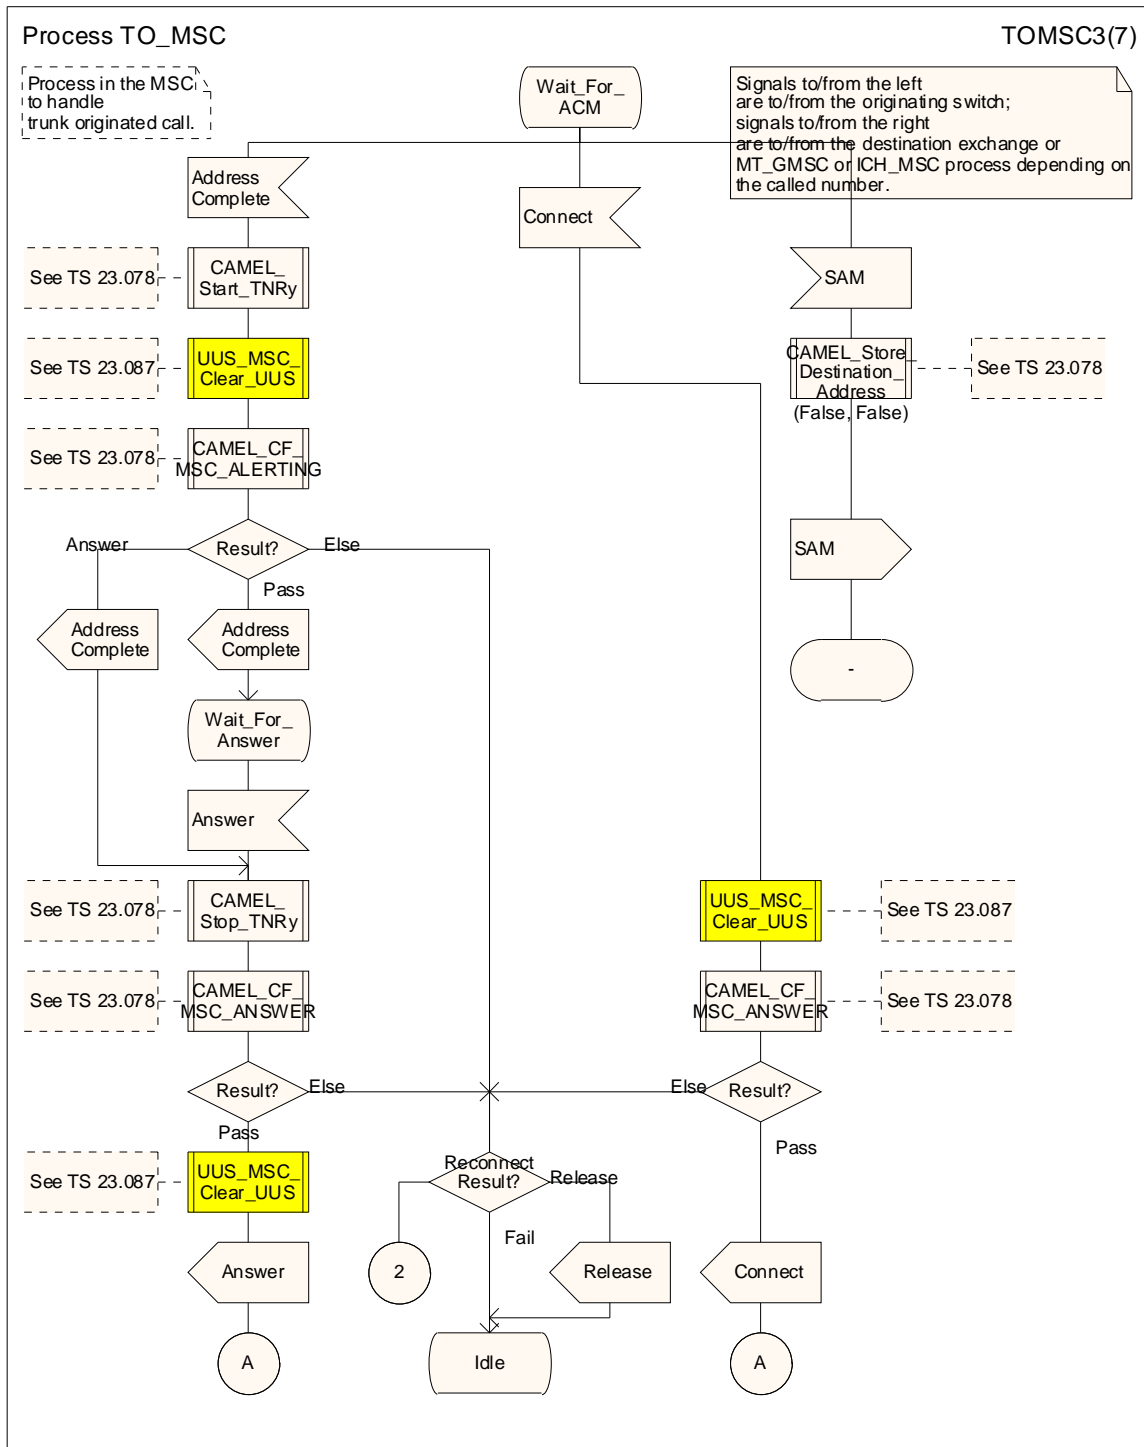 Process TO_MSC
TOMSC3(7)
Process in the MSC
to handle
trunk originated call.
Wait_For_
ACM
Signals to/from the left
are to/from the originating switch;
signals to/from the right
are to/from the destination exchange or
MT_GMSC or ICH_MSC process depending on
the called number.
Address
Complete
Connect
SAM
See TS 23.078
CAMEL_
Start_TNRy
See TS 23.087
UUS_MSC_
Clear_UUS
CAMEL_Store_
Destination_
Address
(False, False)
See TS 23.078
See TS 23.078
CAMEL_CF_
MSC_ALERTING
SAM
Answer
Result?
Else
Pass
Address
Complete
Address
Complete
-
Wait_For_
Answer
Answer
See TS 23.078
CAMEL_
Stop_TNRy
UUS_MSC_
Clear_UUS
See TS 23.087
See TS 23.078
CAMEL_CF_
MSC_ANSWER
CAMEL_CF_
MSC_ANSWER
See TS 23.078
Result?
Else
Else
Result?
Pass
Pass
See TS 23.087
UUS_MSC_
Clear_UUS
Reconnect
Result?
Release
Fail
Answer
2
Release
Connect
A
Idle
A